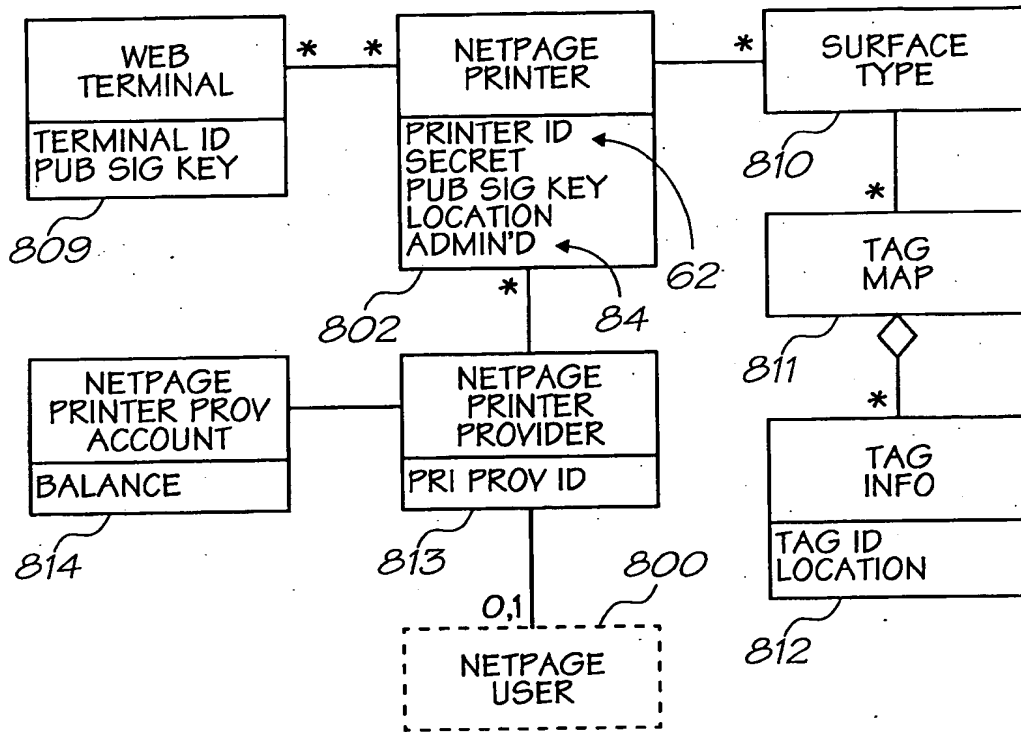 WEB
TERMINAL
TERMINAL ID
PUB SIG KEY
809
*
*
NETPAGE
PRINTER
PRINTER ID
SECRET
PUB SIG KEY
LOCATION
ADMIN'D
802
62
84
*
SURFACE
TYPE
810
*
TAG
MAP
811
*
TAG
INFO
TAG ID
LOCATION
812
*
NETPAGE
PRINTER PROV
ACCOUNT
BALANCE
814
NETPAGE
PRINTER
PROVIDER
PRI PROV ID
813
0,1
800
NETPAGE
USER